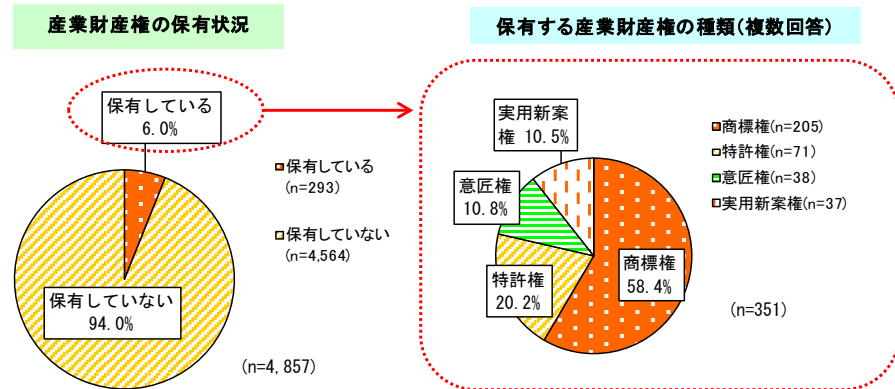 産業財産権の保有状況
保有している
6.0%
保有している
(n=293)
保有していない
(n=4,564)
保有していない
94.0%
(n=4,857)
保有する産業財産権の種類(複数回答)
実用新案
権 10.5%
意匠権
10.8%
特許権
20.2%
商標権
58.4%
商標権(n=205)
特許権(n=71)
意匠権(n=38)
実用新案権(n=37)
(n=351)